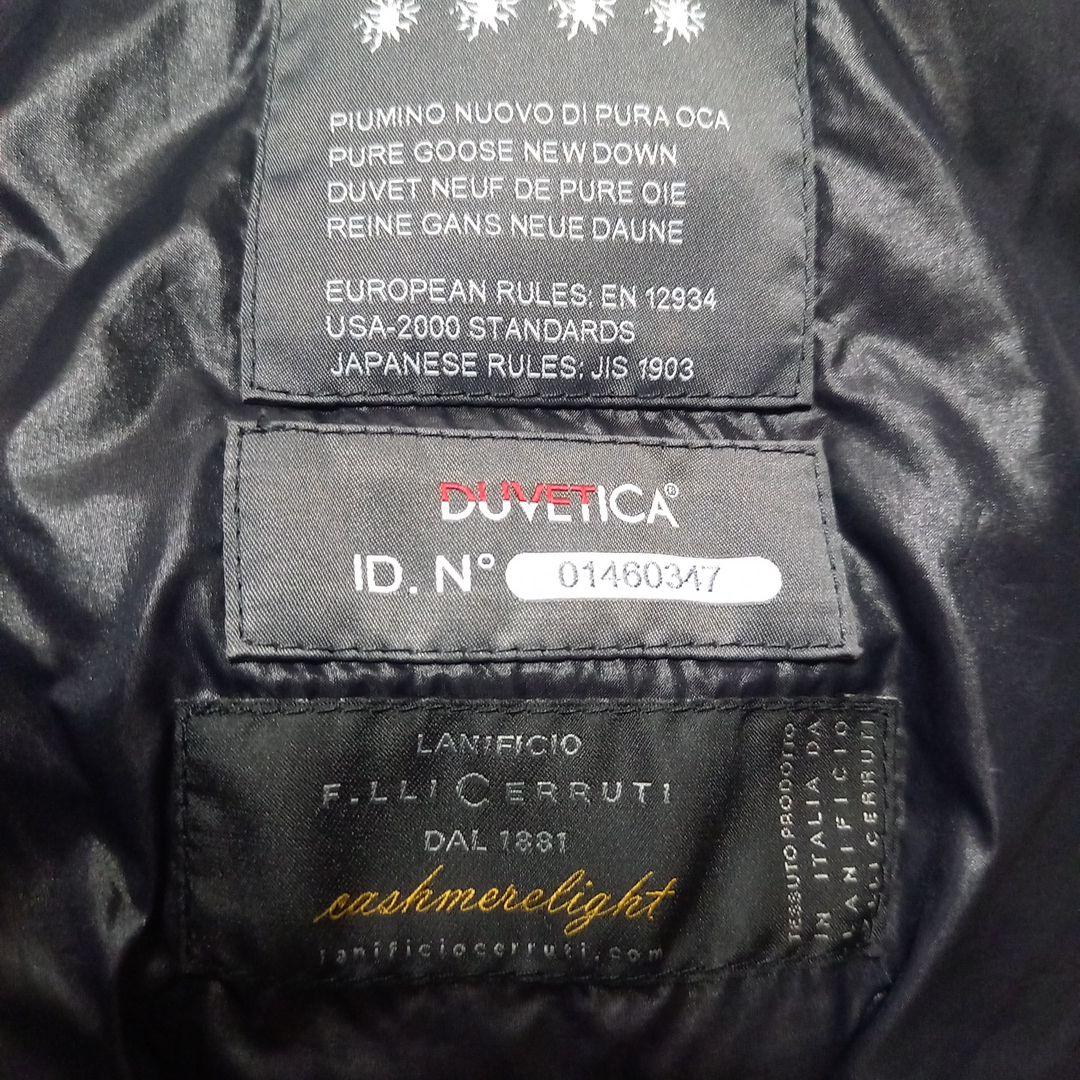 PIUMINO NUOVO DI PURA OCA
PURE GOOSE NEW DOWN
DUVET NEUF DE PURE OIE
REINE GANS NEUE DAUNE
EUROPEAN RULES: EN 12934
USA-2000 STANDARDS
JAPANESE RULES: JIS 1903
DUVETICA®
ID. N° 01460347
LANIFICIO
F.LLI CERRUTI
DAL 1881
cashmerelight
lanificiocerruti.com
TESSUTO PRODOTTO
IN ITALIA DA
LANIFICIO
F.LLI CERRUTI